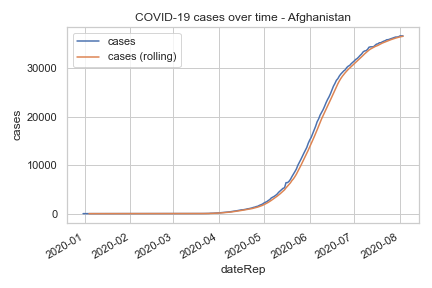 COVID-19 cases over time - Afghanistan
cases
cases (rolling)
30000
20000
10000
0
cases
2020-01
2020-02
2020-03
2020-04
2020-05
2020-06
2020-07
2020-08
dateRep